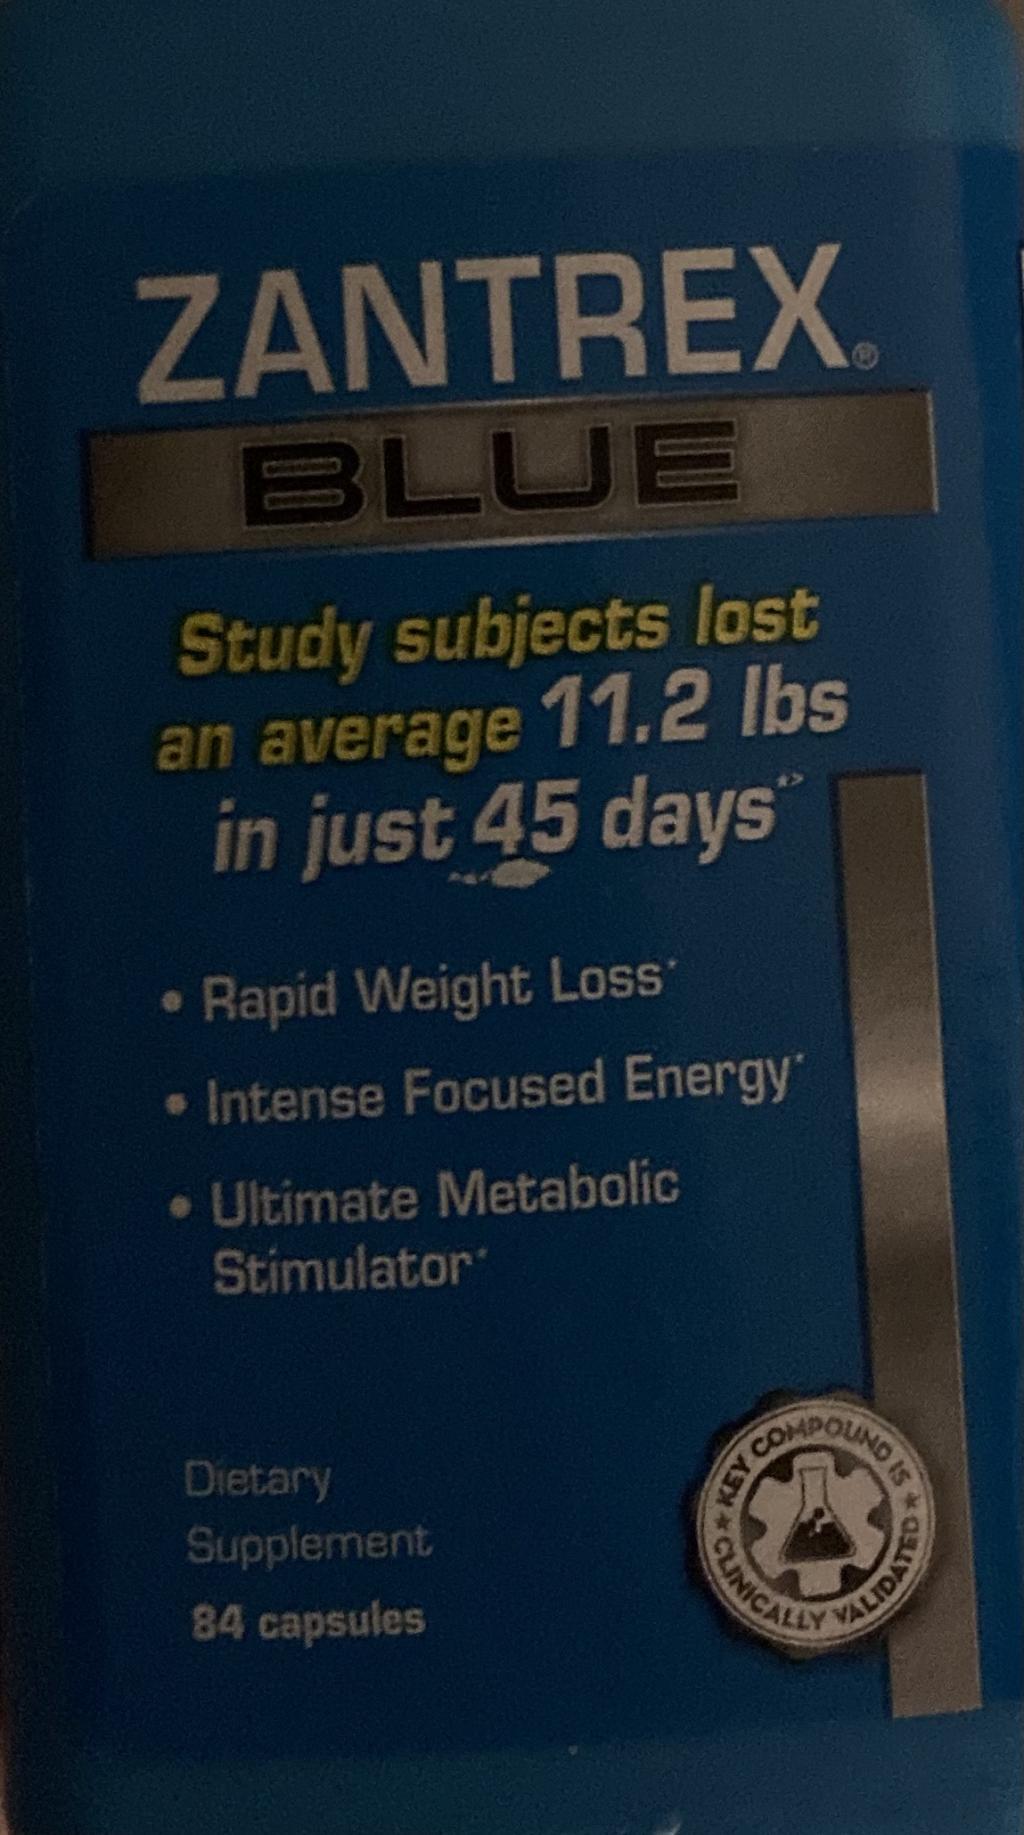 ZANTREX®
BLUE
Study subjects lost
an average 11.2 lbs
in just 45 days*>
• Rapid Weight Loss*
• Intense Focused Energy*
• Ultimate Metabolic
Stimulator*
Dietary
Supplement
84 capsules
★ KEY COMPOUND IS ★
CLINICALLY VALIDATED